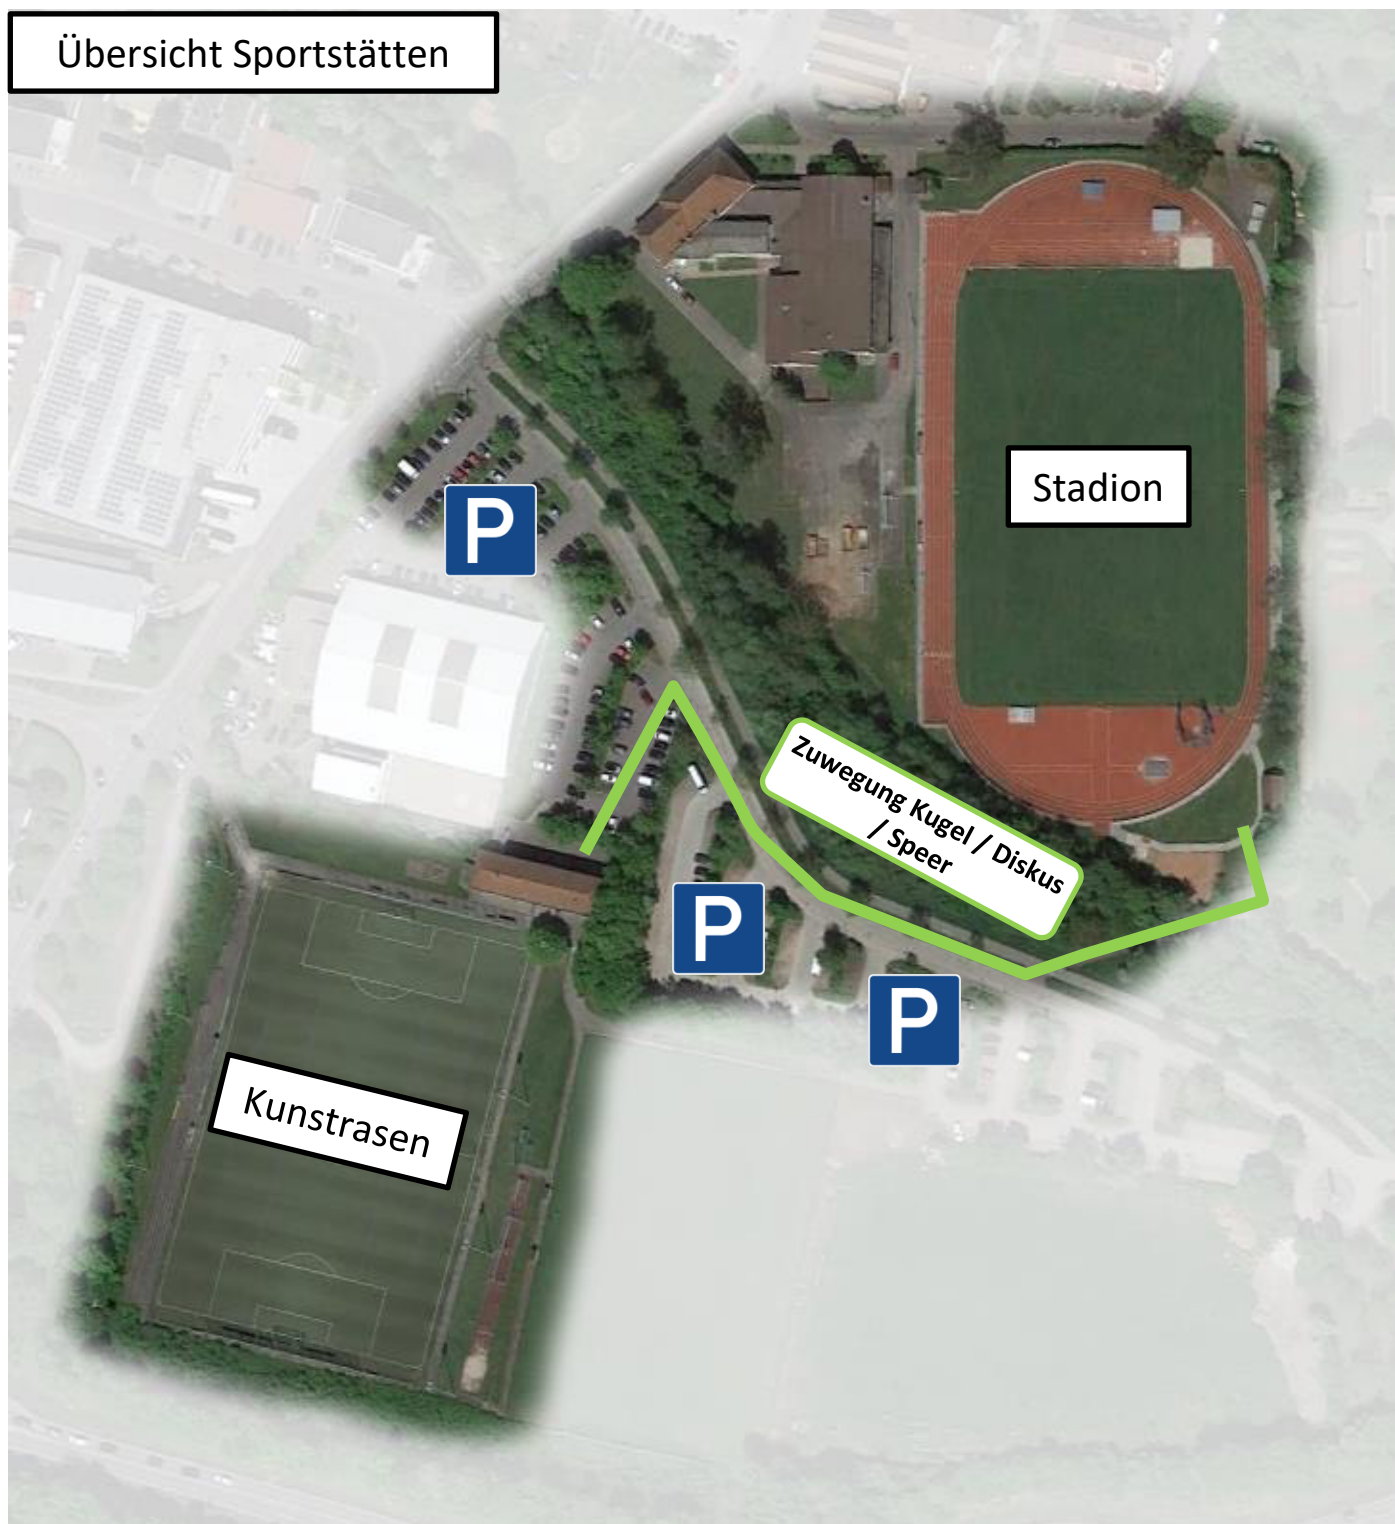 Übersicht Sportstätten
P
Stadion
Zuwegung Kugel / Diskus
/ Speer
P
P
Kunstrasen